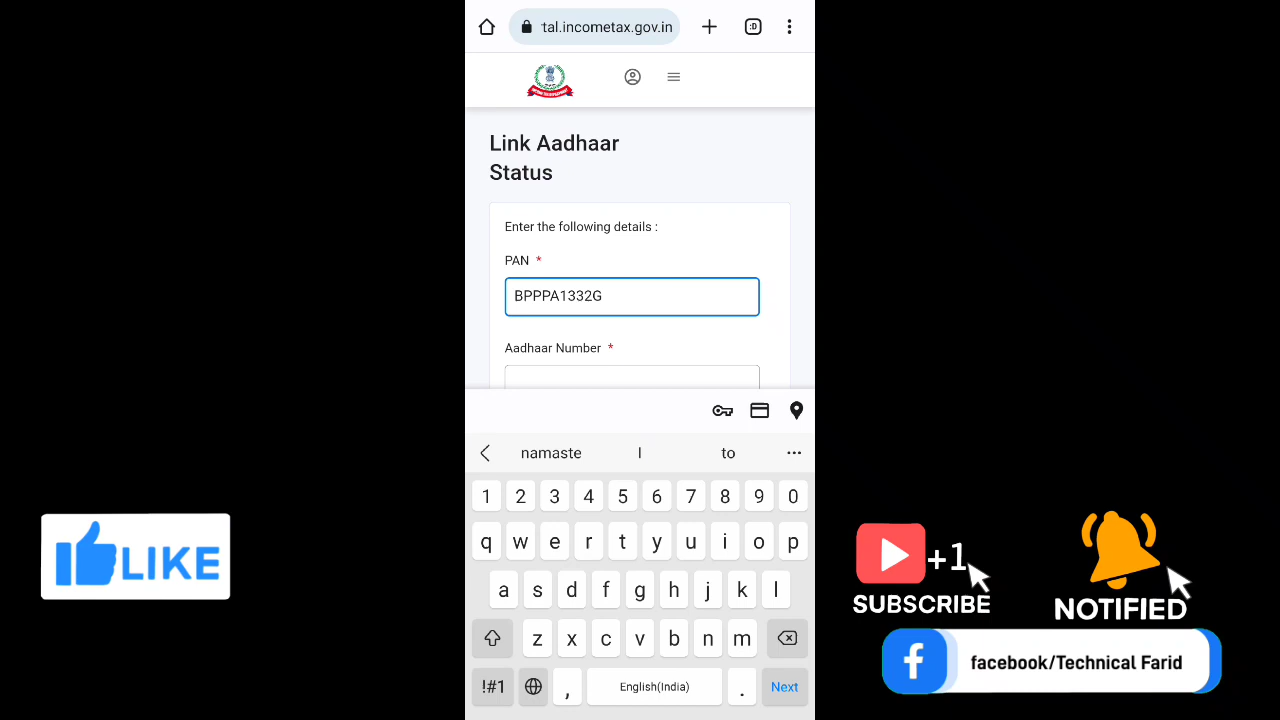 :D
rtal.incometax.gov.in
Link Aadhaar
Status
Enter the following details :
PAN *
BPPPA1332G
Aadhaar Number *
namaste I to ...
1 2 3 4 5 6 7 8 9 0
q w e r t y u i o p
a s d f g h j k l
z x c v b n m
!#1 , English(India) . Next
LIKE
+1
SUBSCRIBE
NOTIFIED
f facebook/Technical Farid